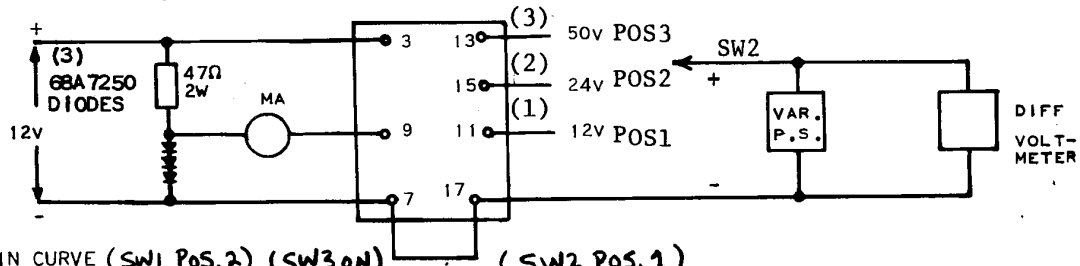 +
(3)
68A7250
DIODES
12V
-
47Ω
2W
MA
3
9
7
13
15
11
17
(3) 50V POS3
(2) 24V POS2
(1) 12V POS1
SW2
+
-
VAR.
P.S.
DIFF
VOLT-
METER
IN CURVE (SW1 POS.2) (SW3 ON) (SW2 POS.1)